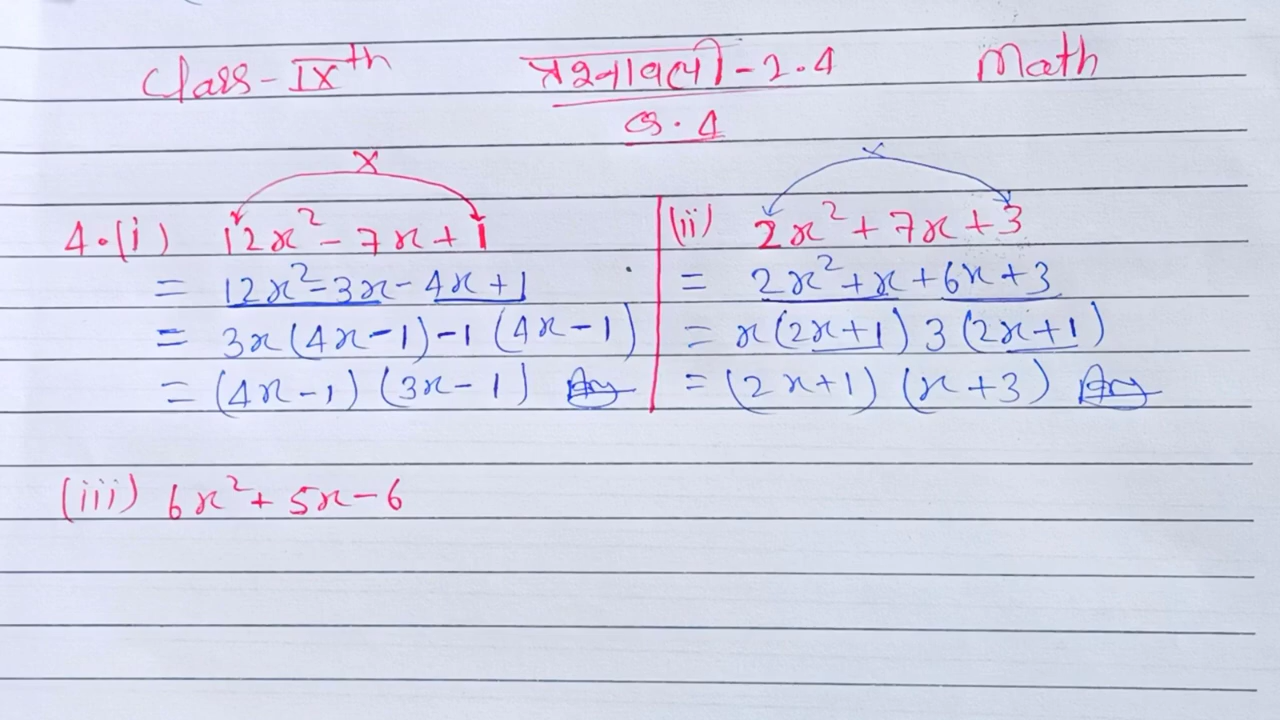 Class-IXth प्रश्नावली-2.4 Math
प्र.4
×
×
4.(i) 12x²-7x+1
= 12x²-3x-4x+1
= 3x(4x-1)-1(4x-1)
= (4x-1)(3x-1) Ans
(ii) 2x²+7x+3
= 2x²+x+6x+3
= x(2x+1) 3(2x+1)
= (2x+1)(x+3) Ans
(iii) 6x²+5x-6